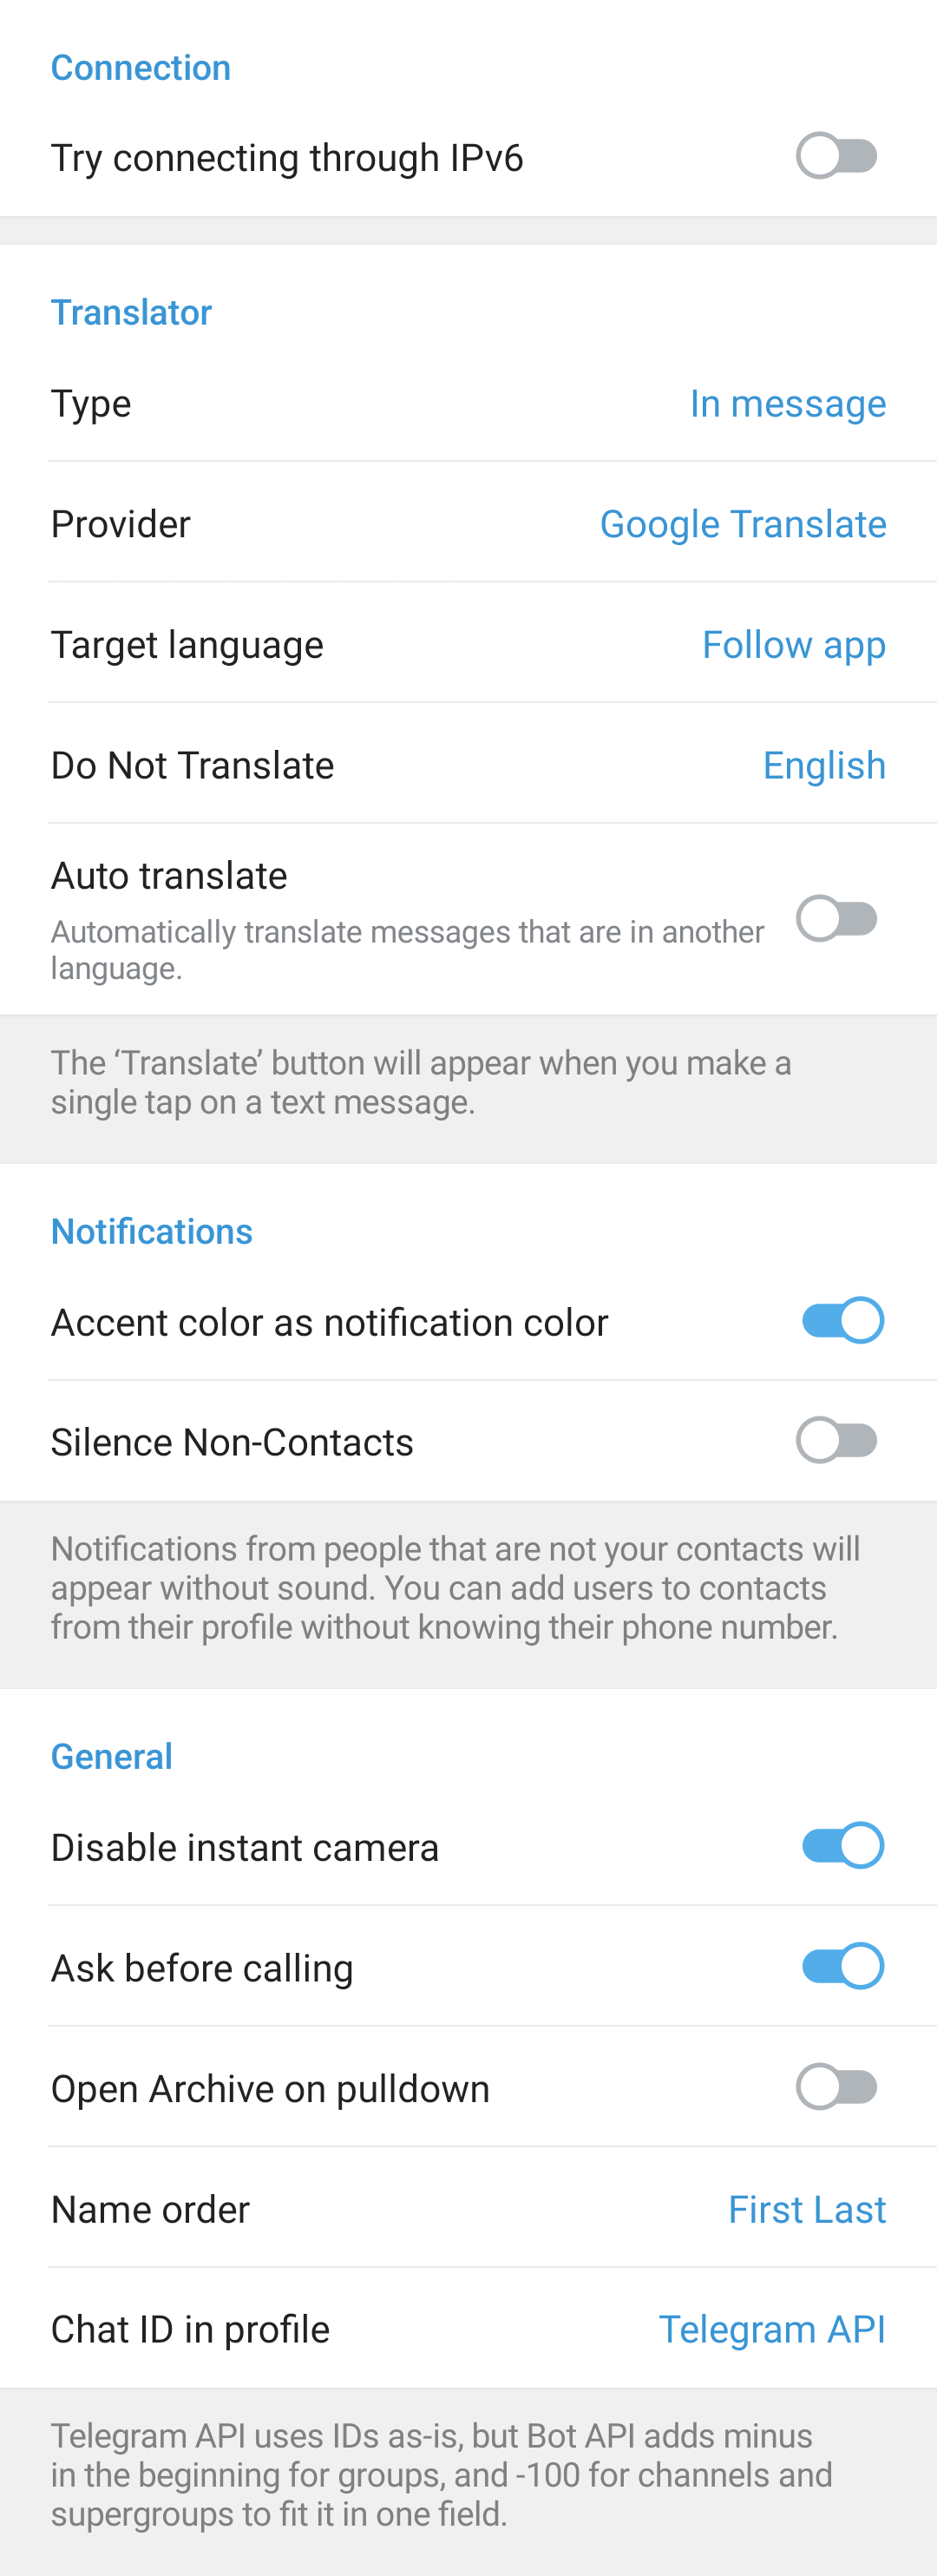 Connection
Try connecting through IPv6
Translator
Type In message
Provider Google Translate
Target language Follow app
Do Not Translate English
Auto translate
Automatically translate messages that are in another
language.
The ‘Translate’ button will appear when you make a
single tap on a text message.
Notifications
Accent color as notification color
Silence Non-Contacts
Notifications from people that are not your contacts will
appear without sound. You can add users to contacts
from their profile without knowing their phone number.
General
Disable instant camera
Ask before calling
Open Archive on pulldown
Name order First Last
Chat ID in profile Telegram API
Telegram API uses IDs as-is, but Bot API adds minus
in the beginning for groups, and -100 for channels and
supergroups to fit it in one field.